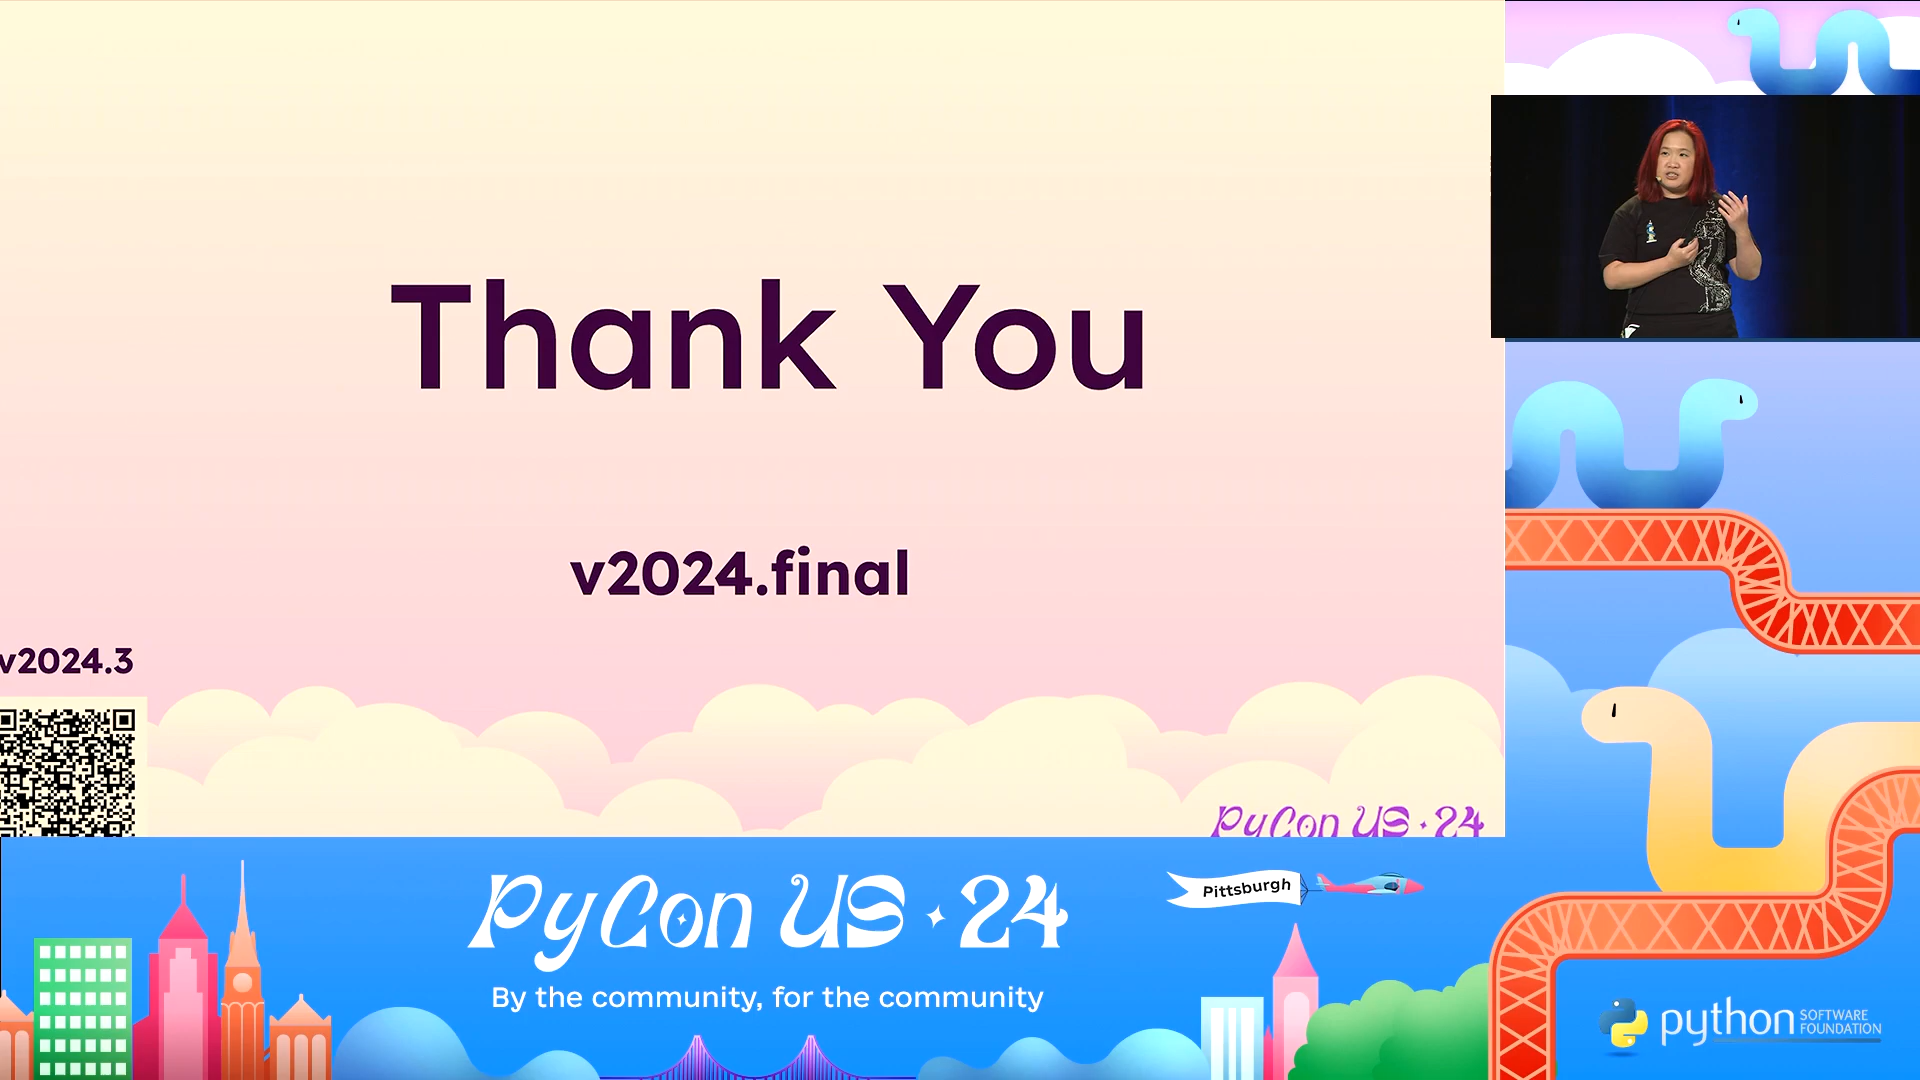 Thank You
v2024.final
v2024.3
PyCon US · 24
PyCon US · 24
By the community, for the community
Pittsburgh
python
SOFTWARE
FOUNDATION